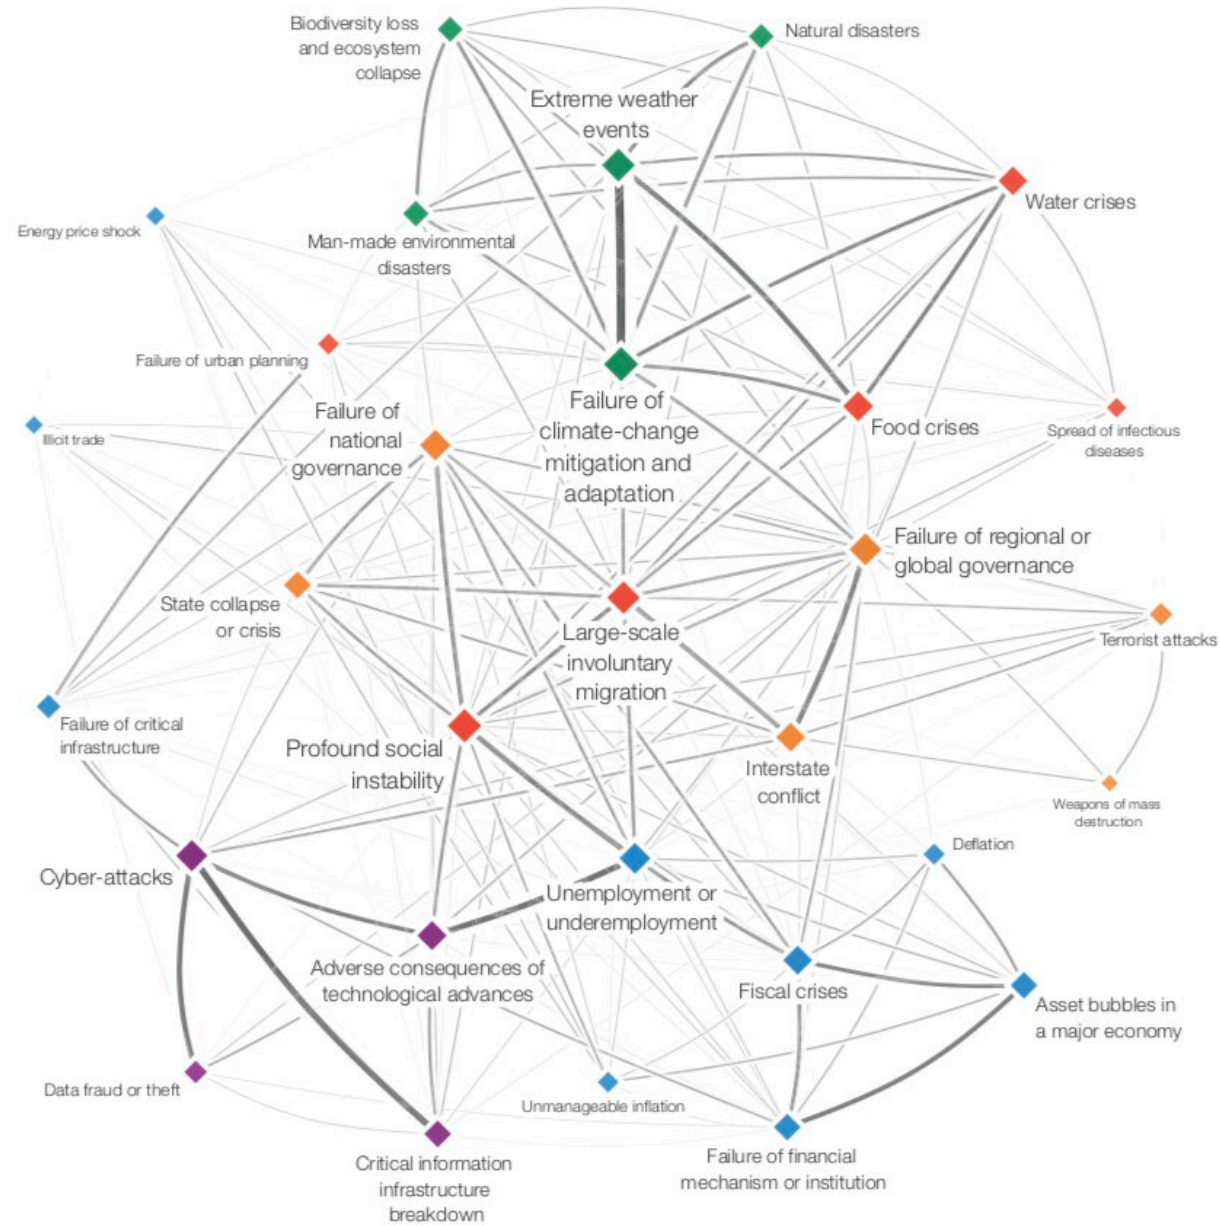 Biodiversity loss
and ecosystem
collapse
Natural disasters
Extreme weather
events
Water crises
Energy price shock
Man-made environmental
disasters
Failure of urban planning
Failure of
national
governance
Failure of
climate-change
mitigation and
adaptation
Food crises
Spread of infectious
diseases
Illicit trade
Failure of regional or
global governance
State collapse
or crisis
Large-scale
involuntary
migration
Terrorist attacks
Failure of critical
infrastructure
Profound social
instability
Interstate
conflict
Weapons of mass
destruction
Deflation
Cyber-attacks
Unemployment or
underemployment
Adverse consequences of
technological advances
Fiscal crises
Asset bubbles in
a major economy
Data fraud or theft
Unmanageable inflation
Critical information
infrastructure
breakdown
Failure of financial
mechanism or institution